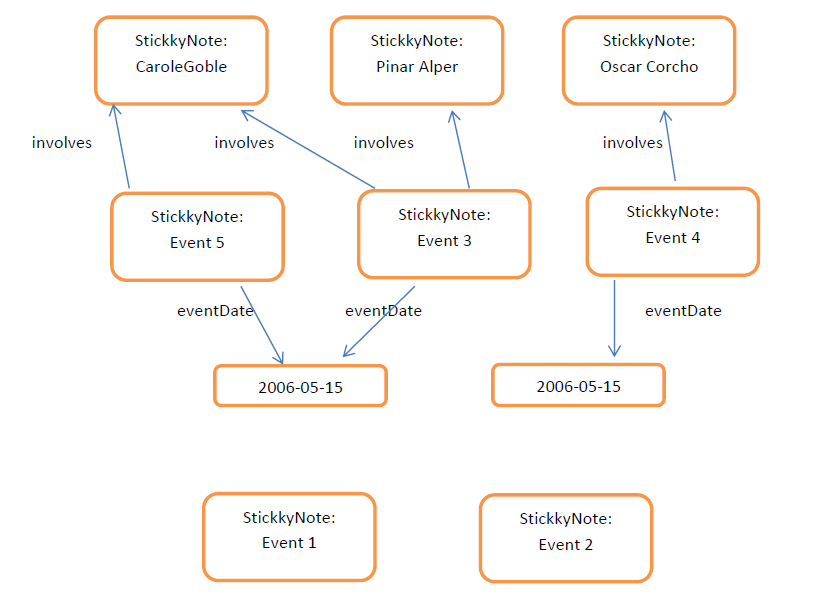 StickkyNote:
CaroleGoble
StickkyNote:
Pinar Alper
StickkyNote:
Oscar Corcho
involves
involves
involves
involves
StickkyNote:
Event 5
StickkyNote:
Event 3
StickkyNote:
Event 4
eventDate
eventDate
eventDate
2006-05-15
2006-05-15
StickkyNote:
Event 1
StickkyNote:
Event 2